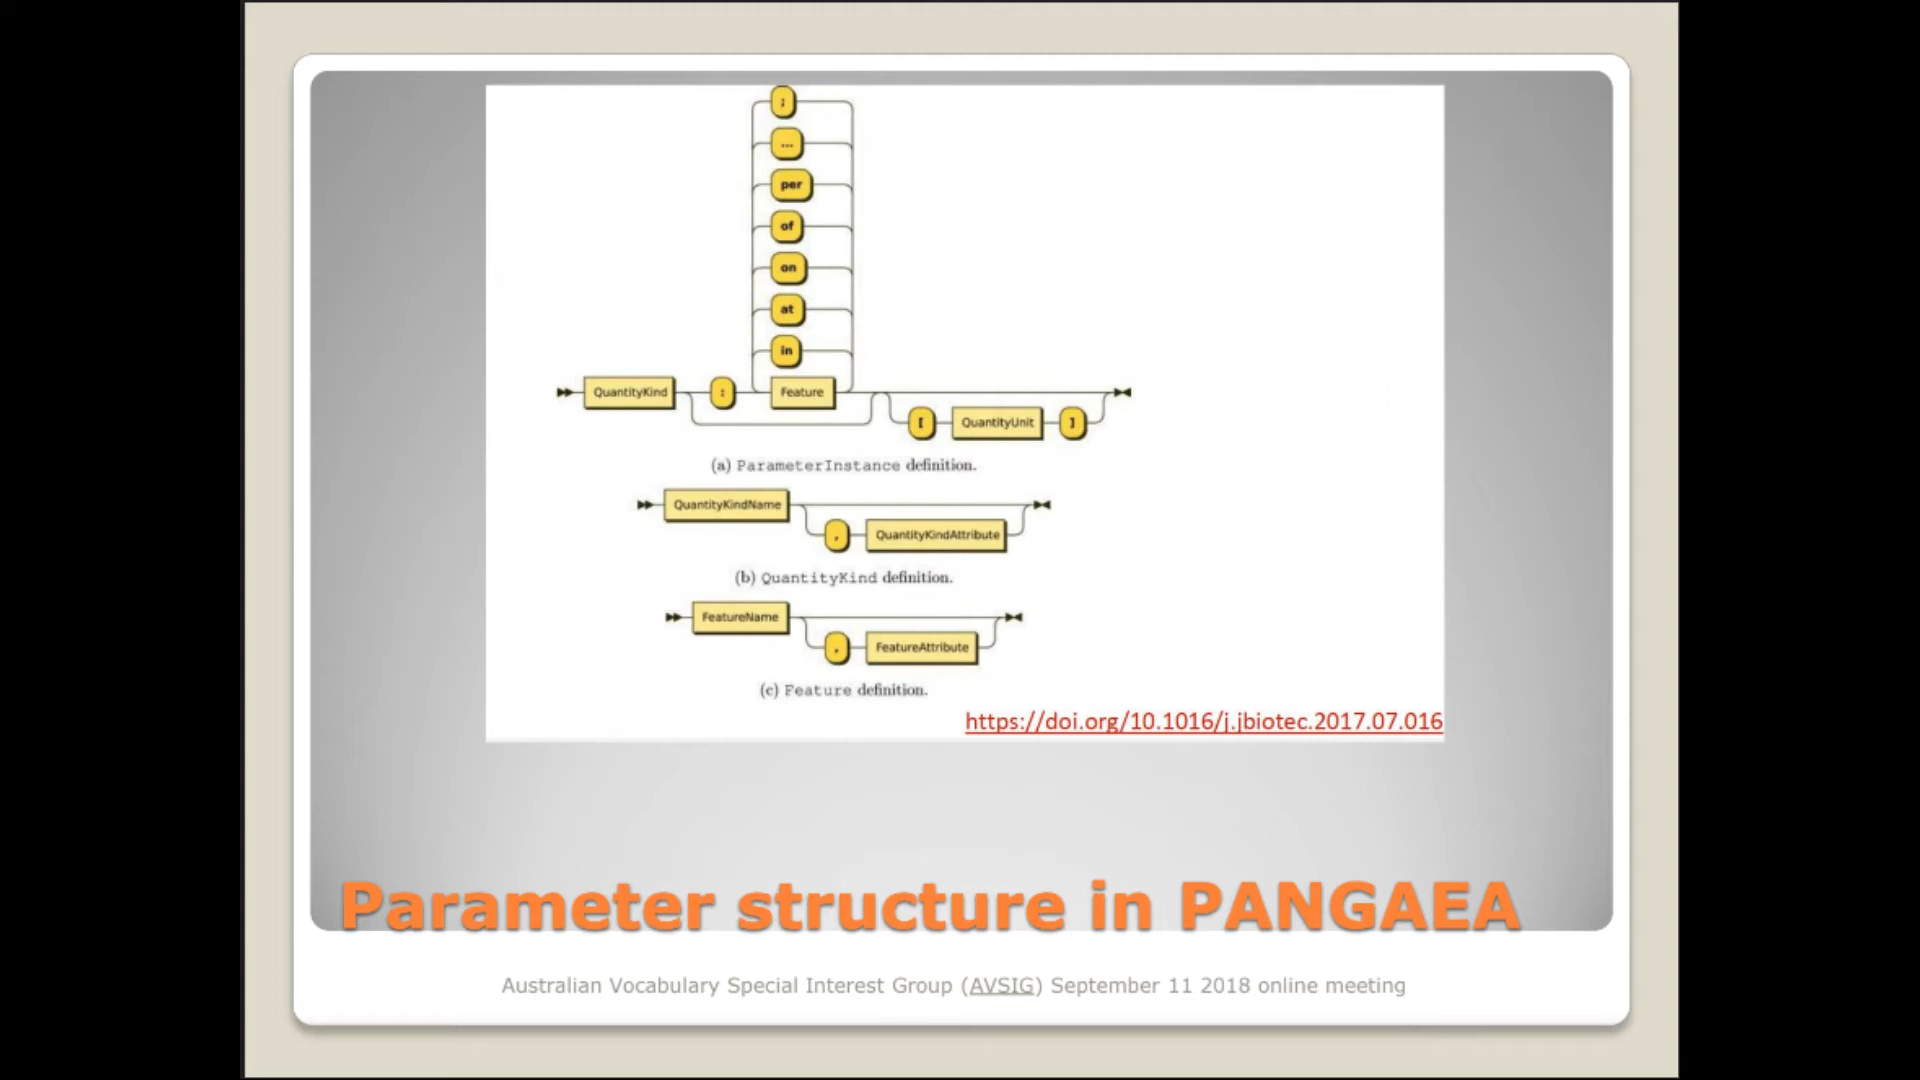 ;
...
per
of
on
at
in
QuantityKind : Feature
[ QuantityUnit ]
(a) ParameterInstance definition.
QuantityKindName
, QuantityKindAttribute
(b) QuantityKind definition.
FeatureName
, FeatureAttribute
(c) Feature definition.
https://doi.org/10.1016/j.jbiotec.2017.07.016
Parameter structure in PANGAEA
Australian Vocabulary Special Interest Group (AVSIG) September 11 2018 online meeting